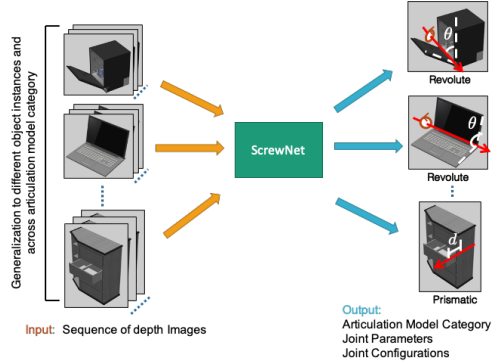 Generalization to different object instances and
across articulation model category
ScrewNet
θ
Revolute
θ
Revolute
d
Prismatic
Input: Sequence of depth Images
Output:
Articulation Model Category
Joint Parameters
Joint Configurations